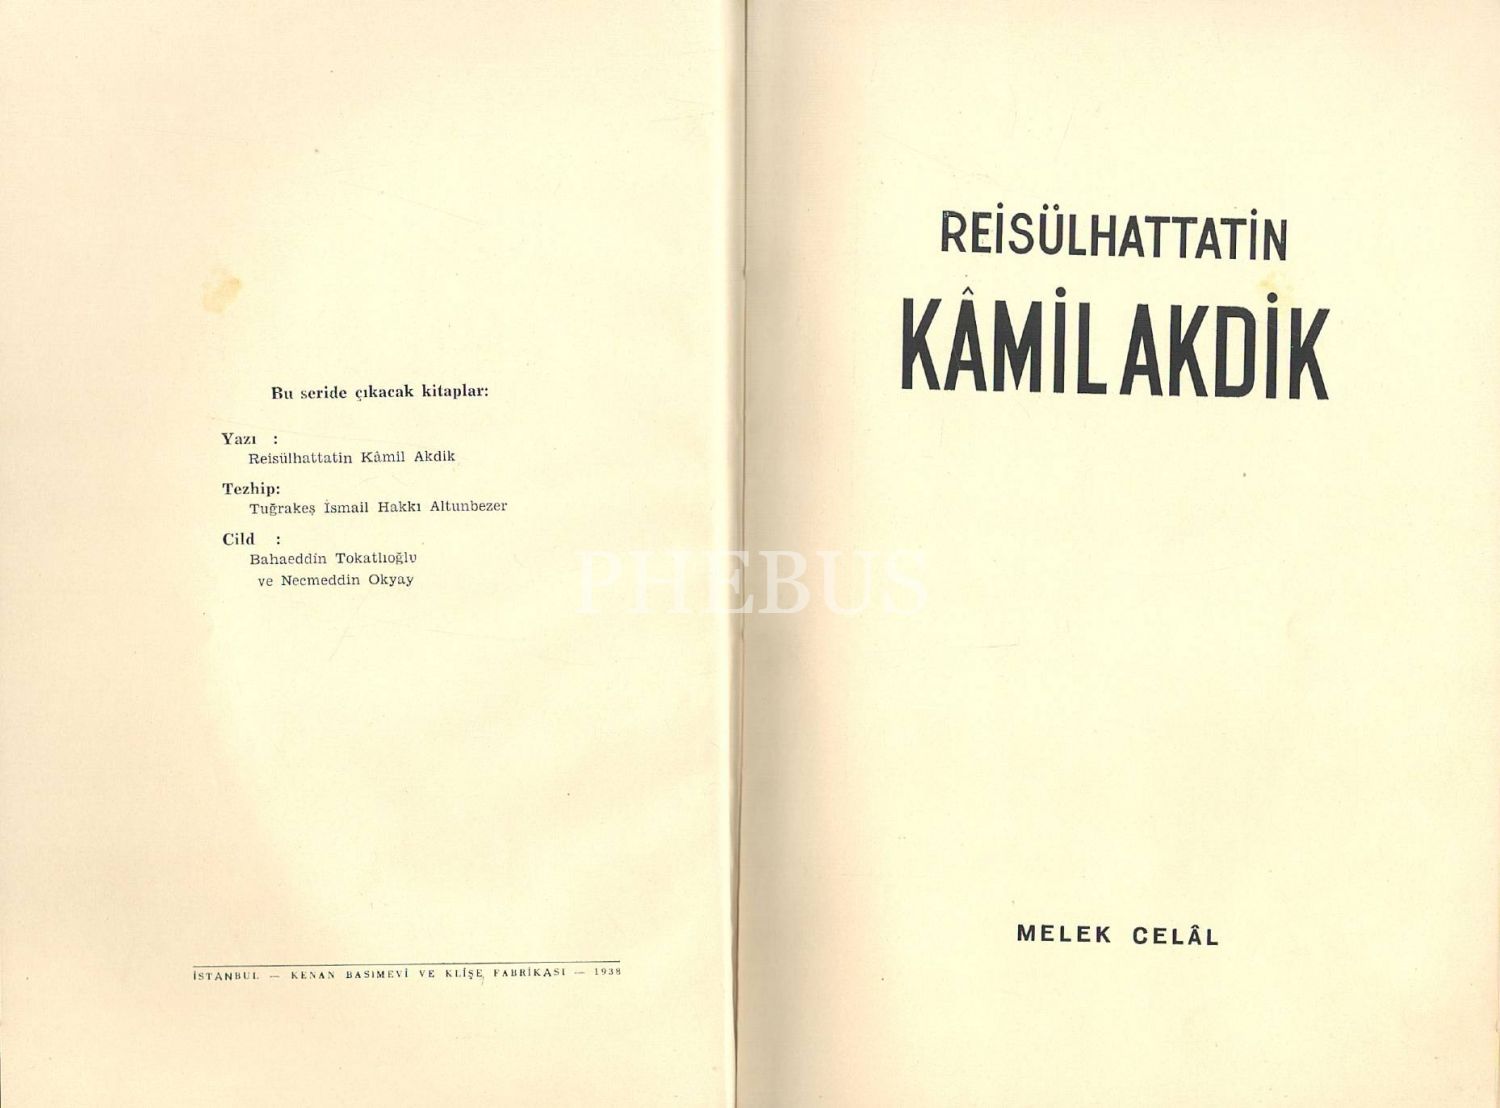 Bu seride çıkacak kitaplar:
Yazı :
Reisülhattatin Kâmil Akdik
Tezhip:
Tuğrakeş İsmail Hakkı Altunbezer
Cild :
Bahaeddin Tokatlıoğlu
ve Necmeddin Okyay
İSTANBUL — KENAN BASIMEVİ VE KLİŞE FABRİKASI — 1938
REİSÜLHATTATİN
KÂMİL AKDİK
MELEK CELÂL
PHEBUS